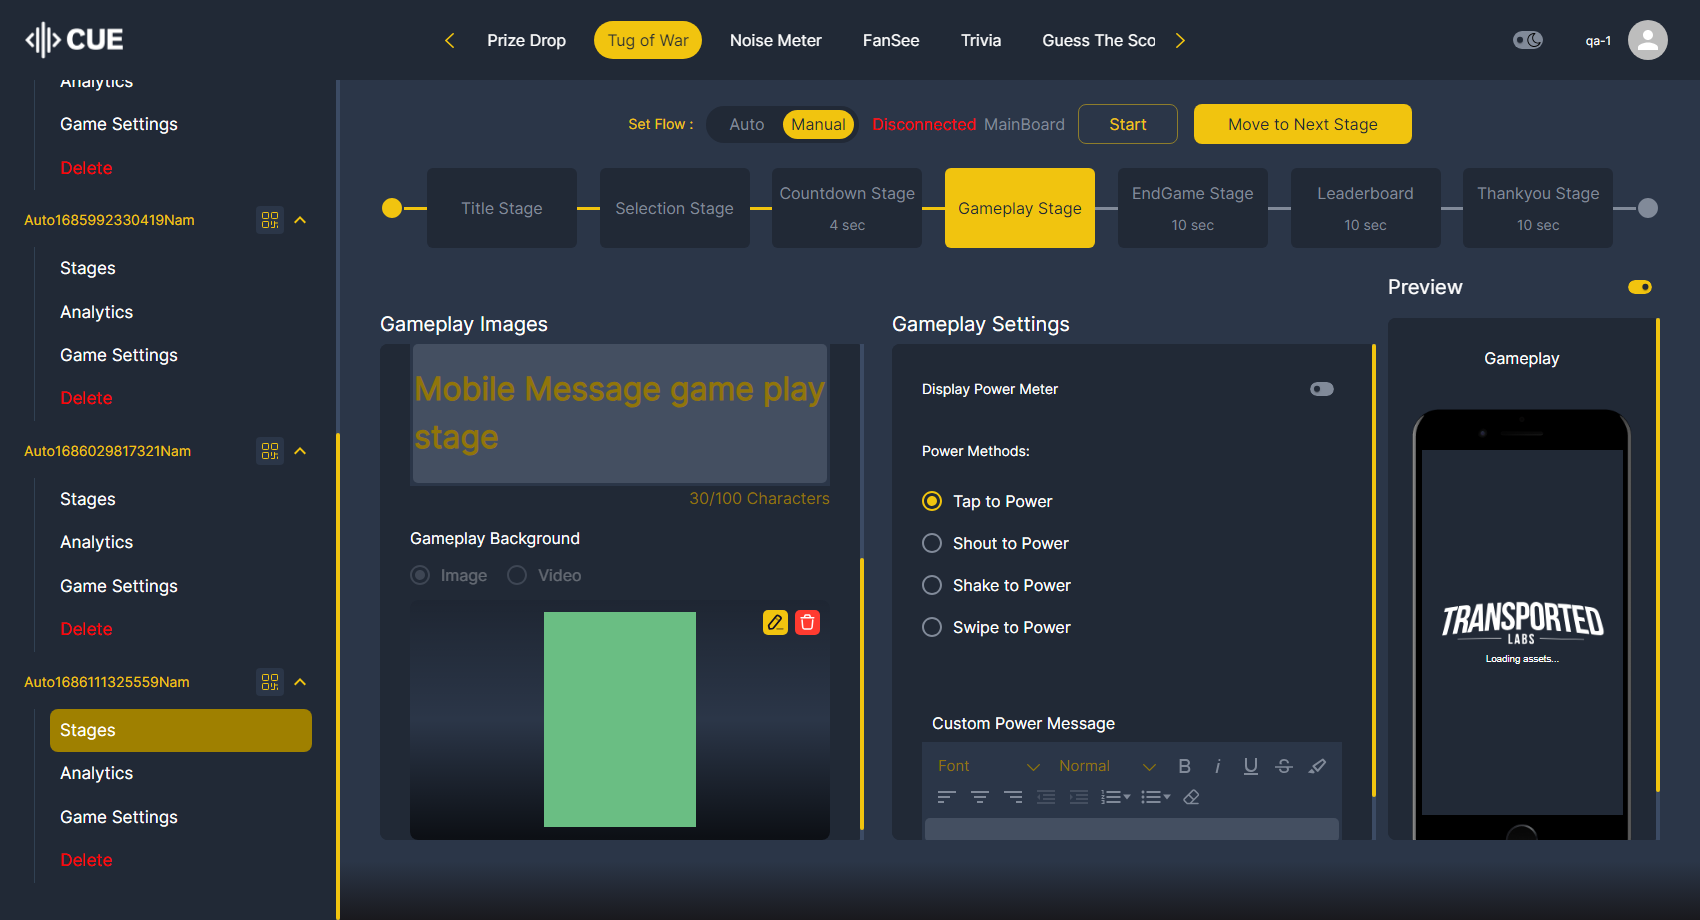 CUE
Prize Drop
Tug of War
Noise Meter
FanSee
Trivia
Guess The Sco
qa-1
Analytics
Game Settings
Delete
Auto1685992330419Nam
Stages
Analytics
Game Settings
Delete
Auto1686029817321Nam
Stages
Analytics
Game Settings
Delete
Auto1686111325559Nam
Stages
Analytics
Game Settings
Delete
Set Flow :
Auto
Manual
Disconnected MainBoard
Start
Move to Next Stage
Title Stage
Selection Stage
Countdown Stage
4 sec
Gameplay Stage
EndGame Stage
10 sec
Leaderboard
10 sec
Thankyou Stage
10 sec
Gameplay Images
Mobile Message game play
stage
30/100 Characters
Gameplay Background
Image
Video
Gameplay Settings
Display Power Meter
Power Methods:
Tap to Power
Shout to Power
Shake to Power
Swipe to Power
Custom Power Message
Font
Normal
Preview
Gameplay
TRANSPORTED
LABS
Loading assets...